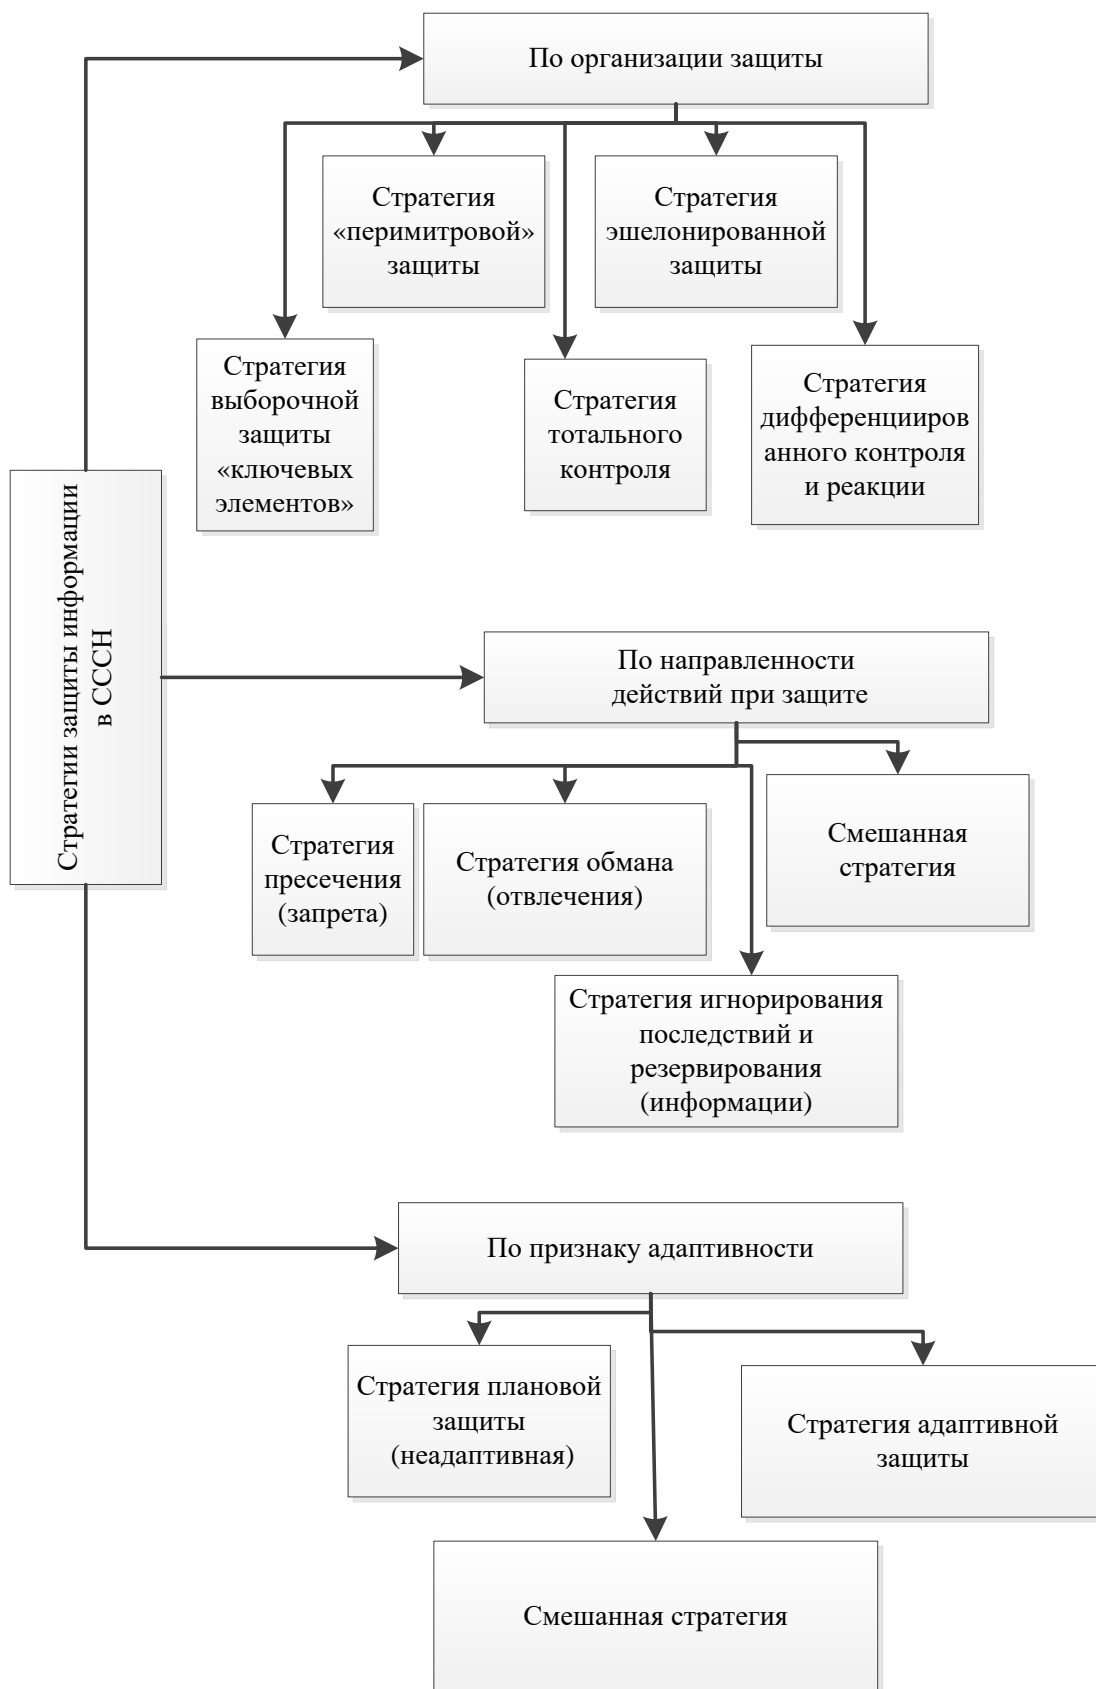 Стратегии защиты информации
в СССН
По организации защиты
Стратегия
«перимитровой»
защиты
Стратегия
эшелонированной
защиты
Стратегия
выборочной
защиты
«ключевых
элементов»
Стратегия
тотального
контроля
Стратегия
дифференцииров
анного контроля
и реакции
По направленности
действий при защите
Стратегия
пресечения
(запрета)
Стратегия обмана
(отвлечения)
Смешанная
стратегия
Стратегия игнорирования
последствий и
резервирования
(информации)
По признаку адаптивности
Стратегия плановой
защиты
(неадаптивная)
Стратегия адаптивной
защиты
Смешанная стратегия